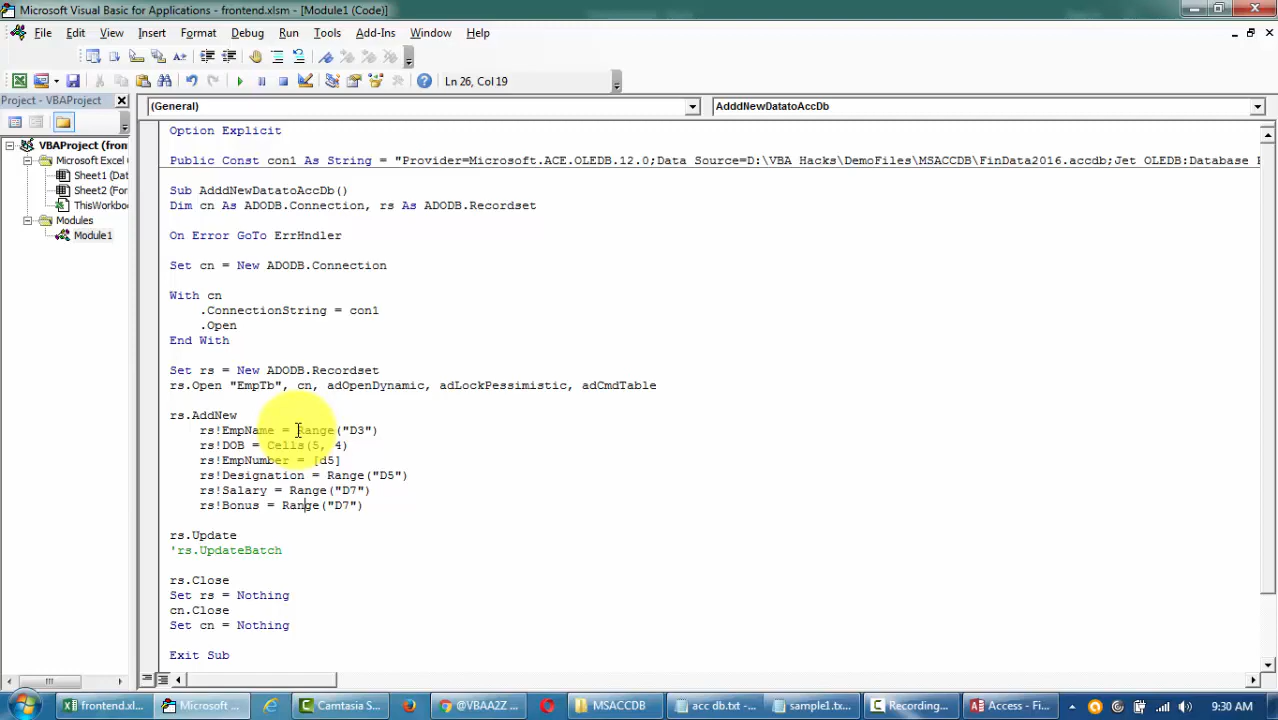 Microsoft Visual Basic for Applications - frontend.xlsm - [Module1 (Code)]
File Edit View Insert Format Debug Run Tools Add-Ins Window Help
Ln 26, Col 19
Project - VBAProject
(General) AdddNewDatatoAccDb
VBAProject (fron
Microsoft Excel
Sheet1 (Dat
Sheet2 (For
ThisWorkbo
Modules
Module1
Option Explicit
Public Const con1 As String = "Provider=Microsoft.ACE.OLEDB.12.0;Data Source=D:\VBA Hacks\DemoFiles\MSACCDB\FinData2016.accdb;Jet OLEDB:Database P
Sub AdddNewDatatoAccDb()
Dim cn As ADODB.Connection, rs As ADODB.Recordset
On Error GoTo ErrHndler
Set cn = New ADODB.Connection
With cn
.ConnectionString = con1
.Open
End With
Set rs = New ADODB.Recordset
rs.Open "EmpTb", cn, adOpenDynamic, adLockPessimistic, adCmdTable
rs.AddNew
rs!EmpName = Range("D3")
rs!DOB = Cells(5, 4)
rs!EmpNumber = [d5]
rs!Designation = Range("D5")
rs!Salary = Range("D7")
rs!Bonus = Range("D7")
rs.Update
'rs.UpdateBatch
rs.Close
Set rs = Nothing
cn.Close
Set cn = Nothing
Exit Sub
frontend.xl... Microsoft ... Camtasia S... @VBAA2Z ... MSACCDB acc db.txt -... sample1.tx... Recording... Access - Fi... 9:30 AM